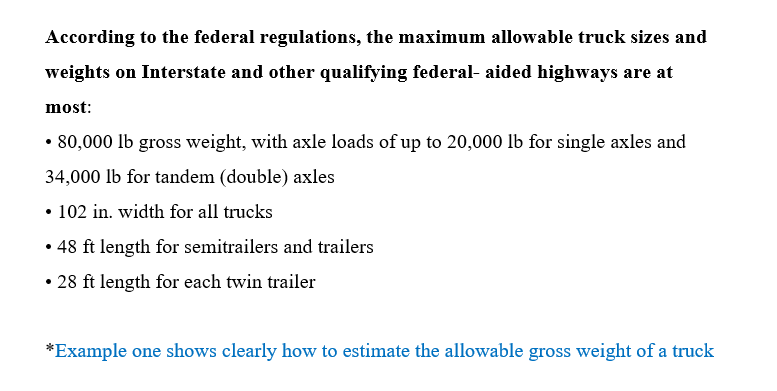 According to the federal regulations, the maximum allowable truck sizes and
weights on Interstate and other qualifying federal- aided highways are at
most:
• 80,000 lb gross weight, with axle loads of up to 20,000 lb for single axles and
34,000 lb for tandem (double) axles
• 102 in. width for all trucks
• 48 ft length for semitrailers and trailers
• 28 ft length for each twin trailer
*Example one shows clearly how to estimate the allowable gross weight of a truck